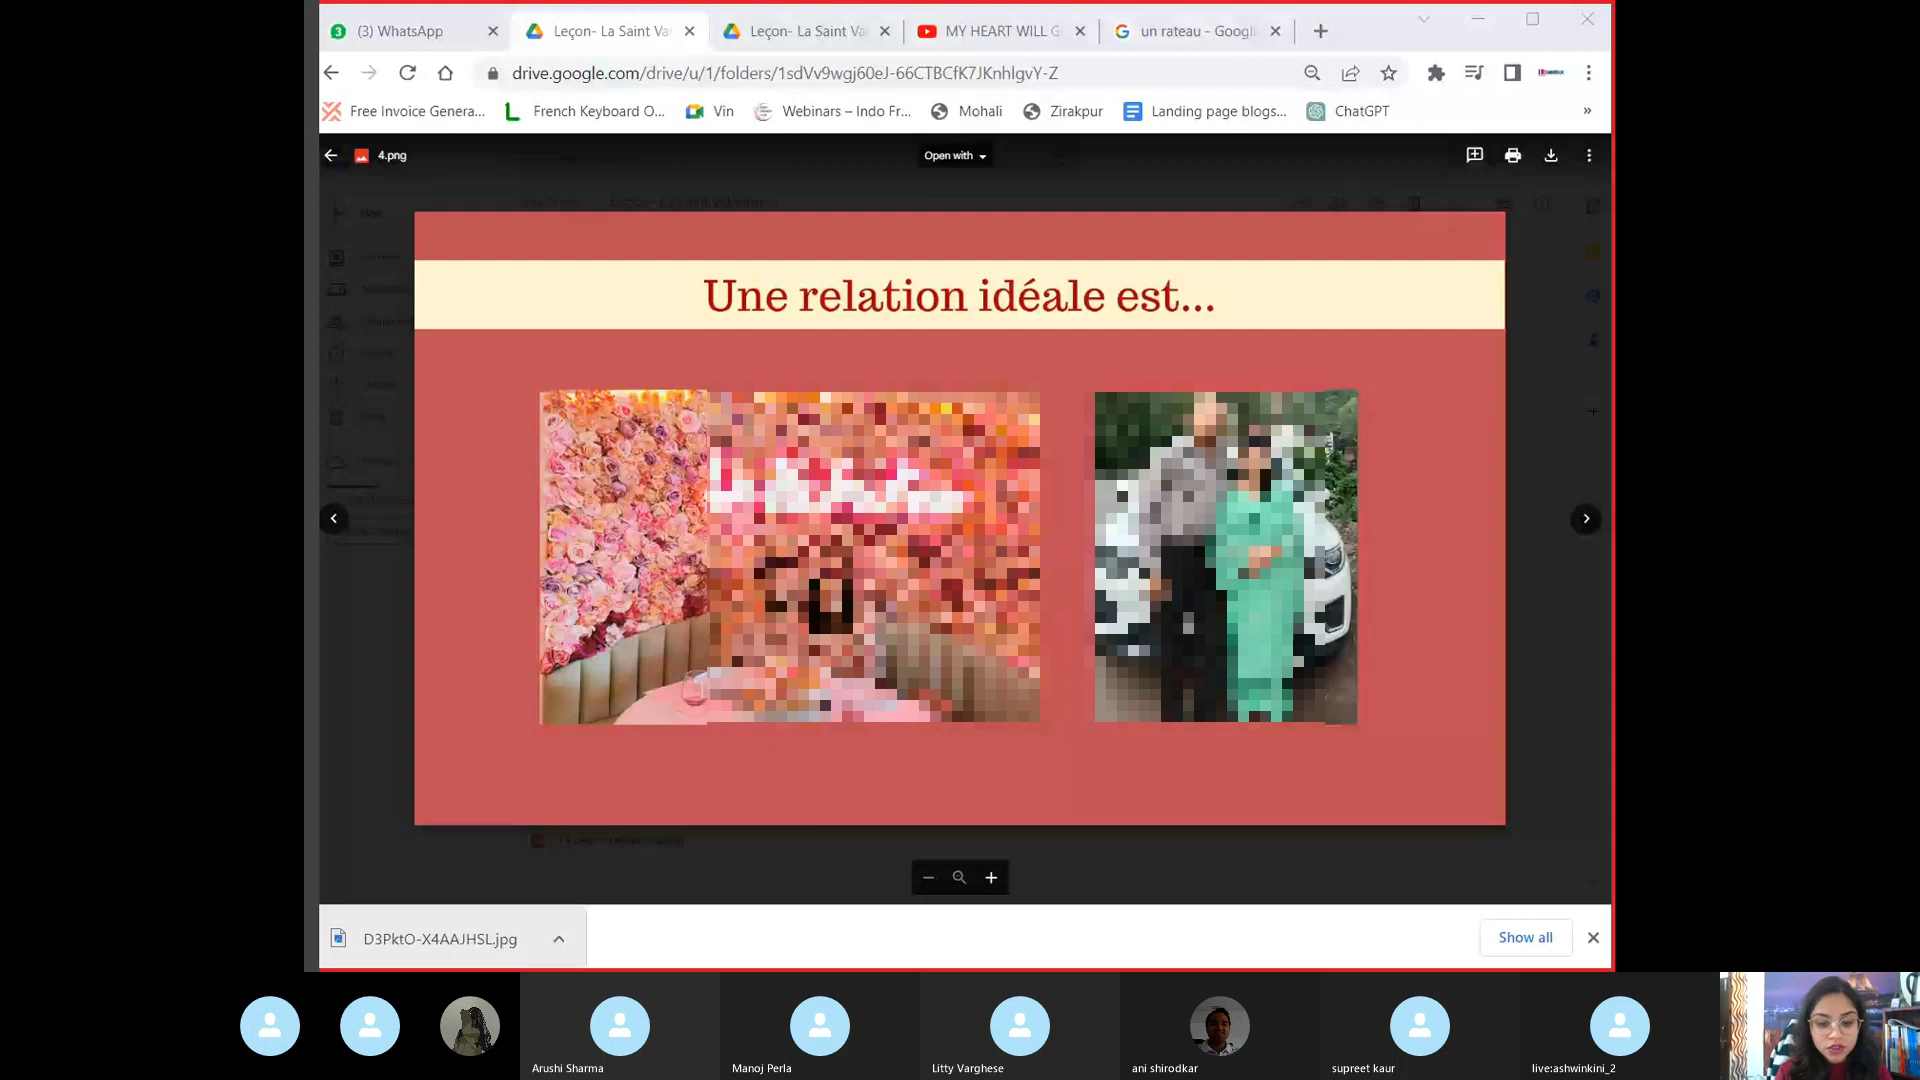 (3) WhatsApp
Leçon- La Saint Va
Leçon- La Saint Va
MY HEART WILL G
un rateau - Googl
drive.google.com/drive/u/1/folders/1sdVv9wgj60eJ-66CTBCfK7JKnhlgvY-Z
Free Invoice Genera...
French Keyboard O...
Vin
Webinars – Indo Fr...
Mohali
Zirakpur
Landing page blogs...
ChatGPT
»
4.png
Open with
Une relation idéale est...
D3PktO-X4AAJHSL.jpg
Show all
Arushi Sharma
Manoj Perla
Litty Varghese
ani shirodkar
supreet kaur
live:ashwinkini_2